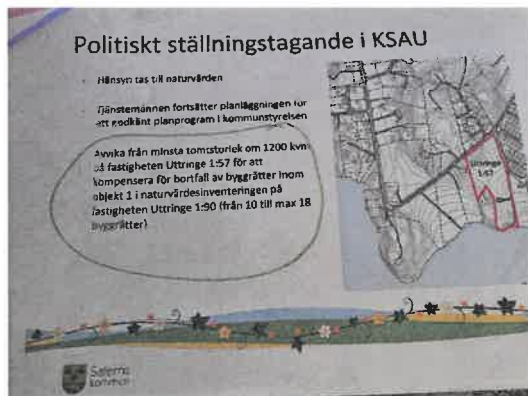 Politiskt ställningstagande i KSAU
Hänsyn tas till naturvärden
Tjänstemännen fortsätter planläggningen för
ett godkänt planprogram i kommunstyrelsen
Avvika från minsta tomtstorlek om 1200 kvm
på fastigheten Uttringe 1:57 för att
kompensera för bortfall av byggrätter inom
objekt 1 i naturvärdesinventeringen på
fastigheten Uttringe 1:90 (från 10 till max 18
byggrätter)
Uttringe
1:57
Salems
kommun